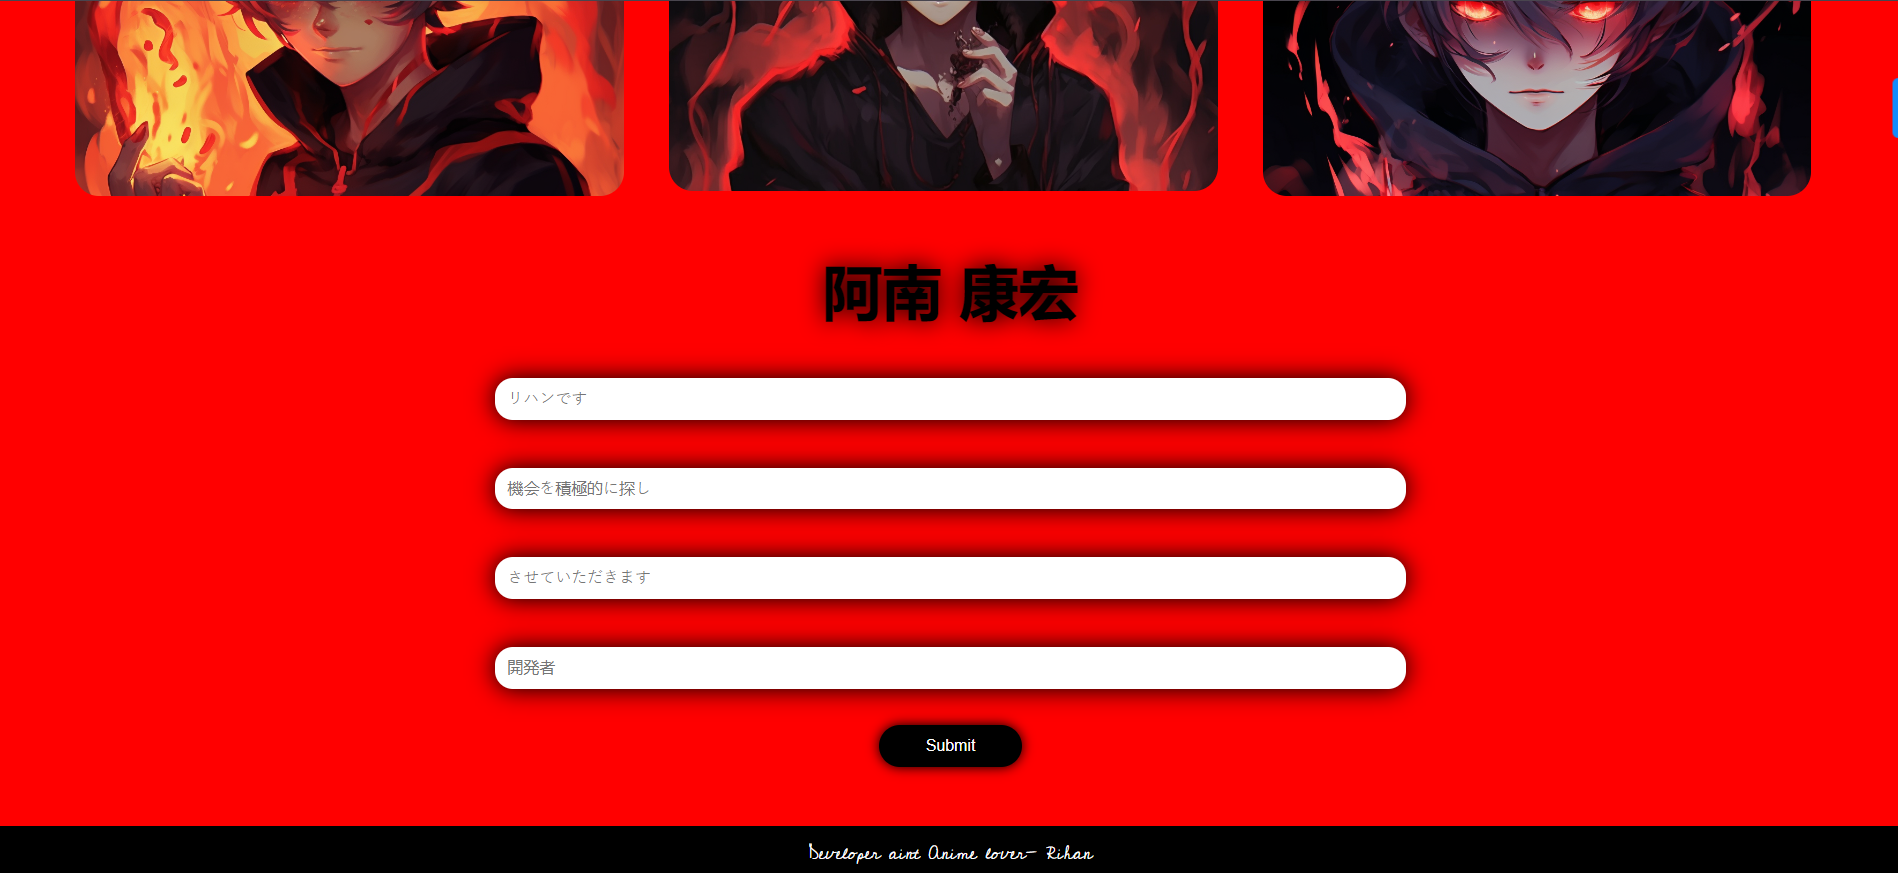 阿南 康宏
リハンです
機会を積極的に探し
させていただきます
開発者
Submit
Developer aint Anime lover- Rihan